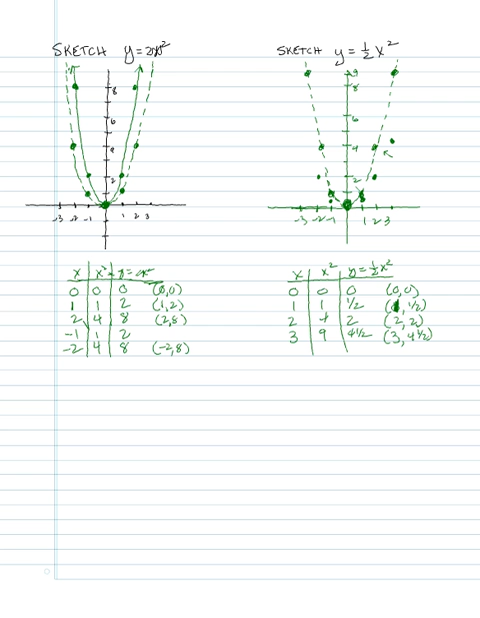 SKETCH y = 2x²
8
6
4
2
-3 -2 -1 1 2 3
x x² y = 2x²
0 0 0 (0,0)
1 1 2 (1,2)
2 4 8 (2,8)
-1 1 2
-2 4 8 (-2,8)
SKETCH y = ½x²
9
8
6
4
2
-3 -2 -1 1 2 3
x x² y = ½x²
0 0 0 (0,0)
1 1 ½ (1, ½)
2 4 2 (2, 2)
3 9 4½ (3, 4½)